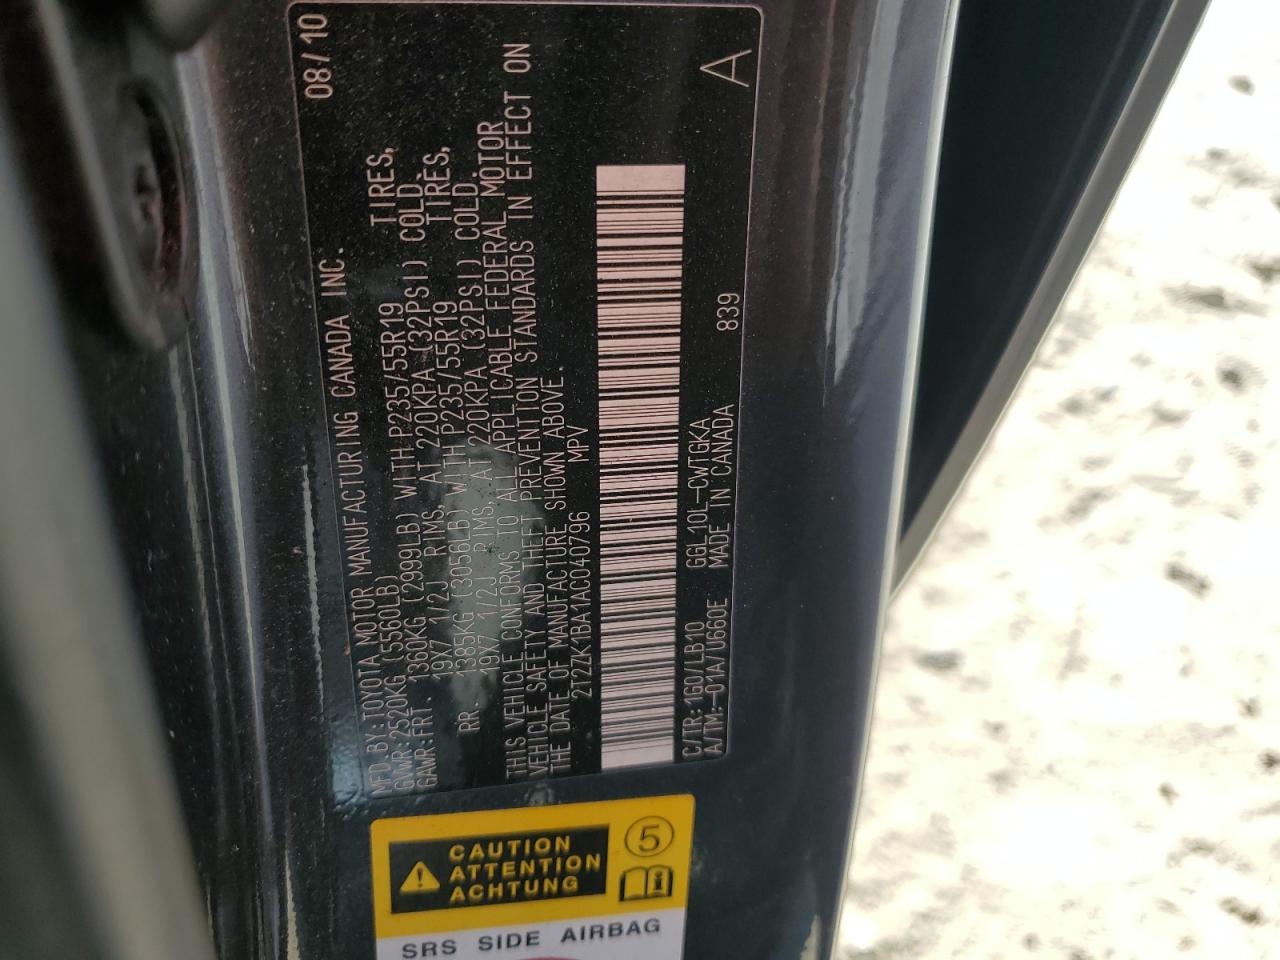 08/10
MFD. BY: TOYOTA MOTOR MANUFACTURING CANADA INC.
GVWR: 2520KG (5560LB)
GAWR: FRT. 1360KG (2999LB) WITH P235/55R19 TIRES,
19X7 1/2J RIMS, AT 220KPA (32PSI) COLD.
RR. 1385KG (3056LB) WITH P235/55R19 TIRES,
19X7 1/2J RIMS, AT 220KPA (32PSI) COLD.
THIS VEHICLE CONFORMS TO ALL APPLICABLE FEDERAL MOTOR
VEHICLE SAFETY AND THEFT PREVENTION STANDARDS IN EFFECT ON
THE DATE OF MANUFACTURE SHOWN ABOVE.
2T2ZK1BA1AC040796 MPV
C/TR: 1G0/LB10 GGL10L-CWTGKA 839 A
A/TM:-01A/U660E MADE IN CANADA
CAUTION
ATTENTION
ACHTUNG
5
SRS SIDE AIRBAG